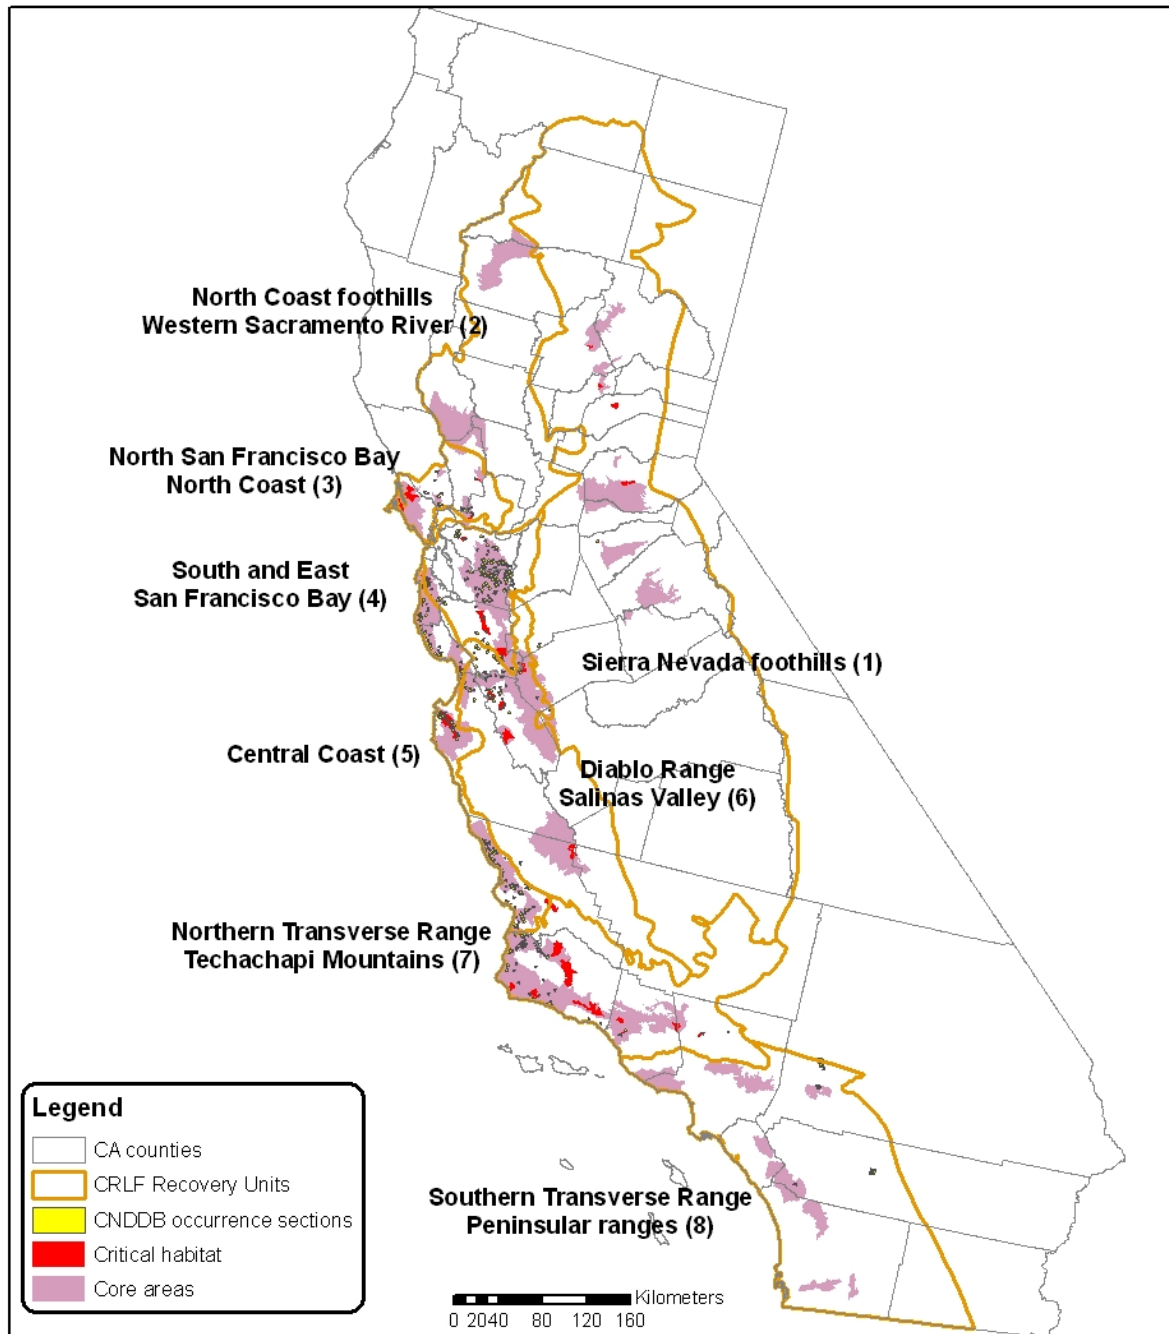 North Coast foothills
Western Sacramento River (2)
North San Francisco Bay
North Coast (3)
South and East
San Francisco Bay (4)
Sierra Nevada foothills (1)
Central Coast (5)
Diablo Range
Salinas Valley (6)
Northern Transverse Range
Techachapi Mountains (7)
Southern Transverse Range
Peninsular ranges (8)
Legend
CA counties
CRLF Recovery Units
CNDDB occurrence sections
Critical habitat
Core areas
Kilometers
0 20 40 80 120 160